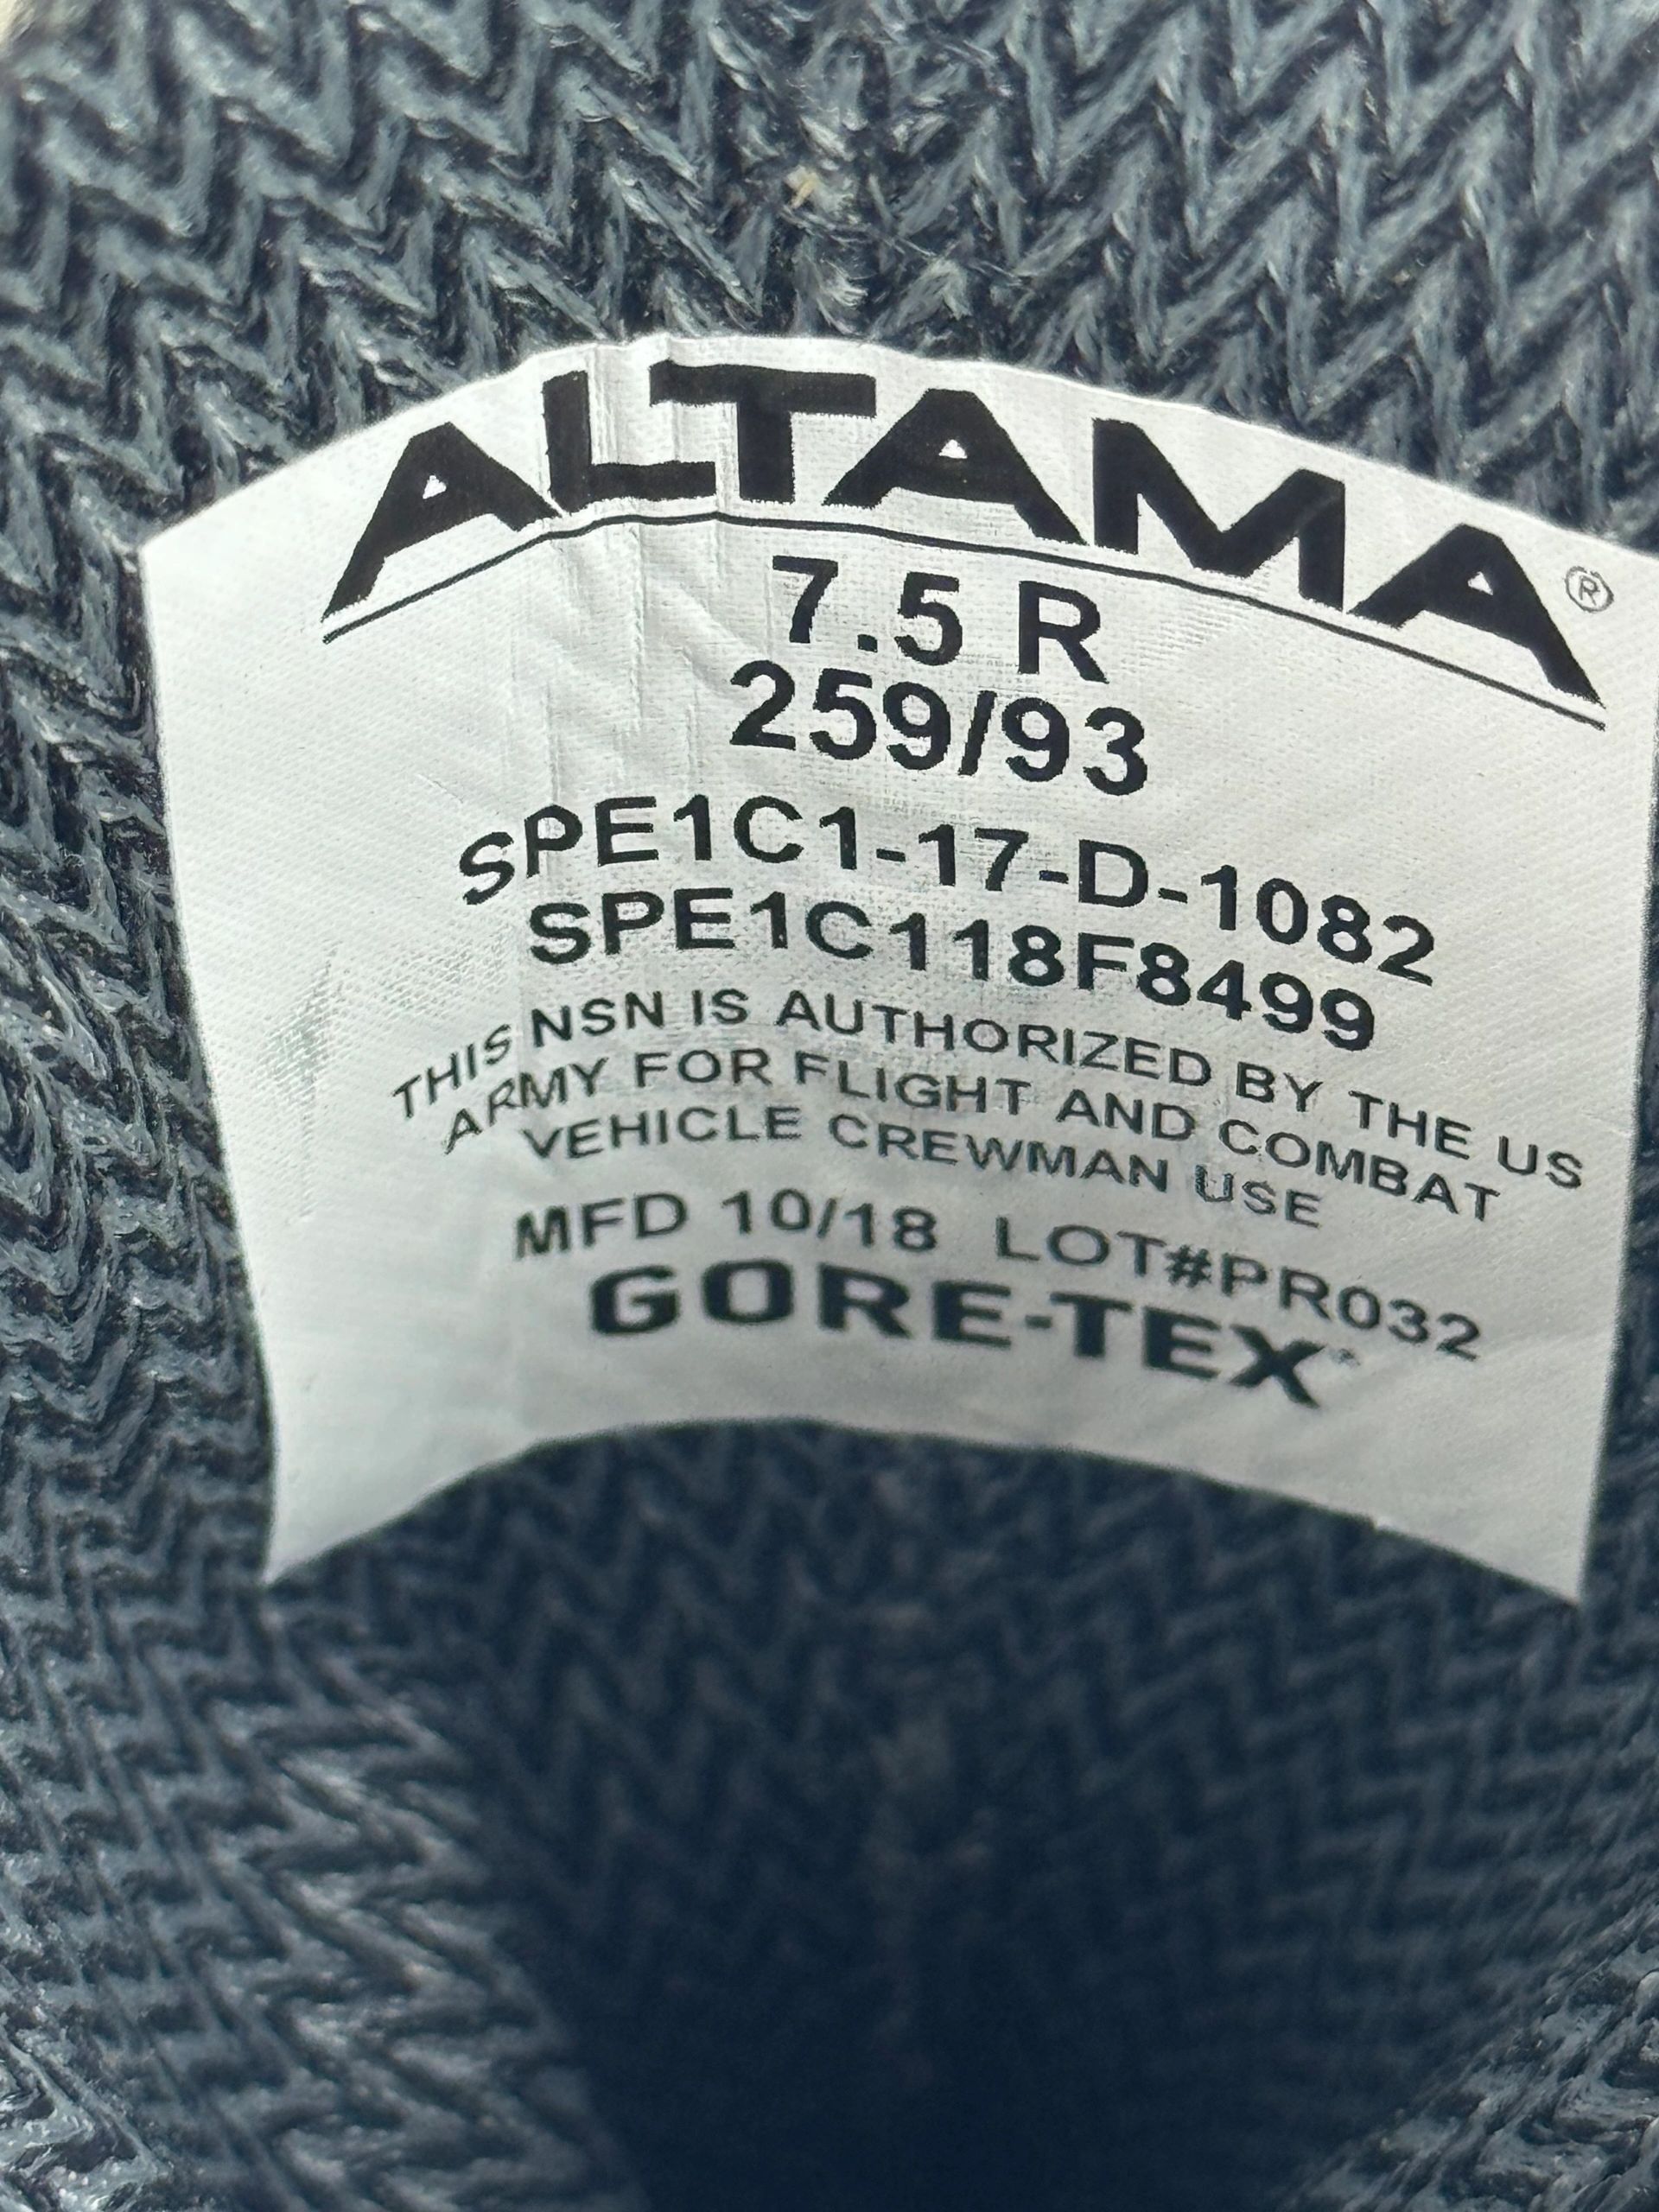 ALTAMA®
7.5 R
259/93
SPE1C1-17-D-1082
SPE1C118F8499
THIS NSN IS AUTHORIZED BY THE US
ARMY FOR FLIGHT AND COMBAT
VEHICLE CREWMAN USE
MFD 10/18 LOT#PR032
GORE-TEX